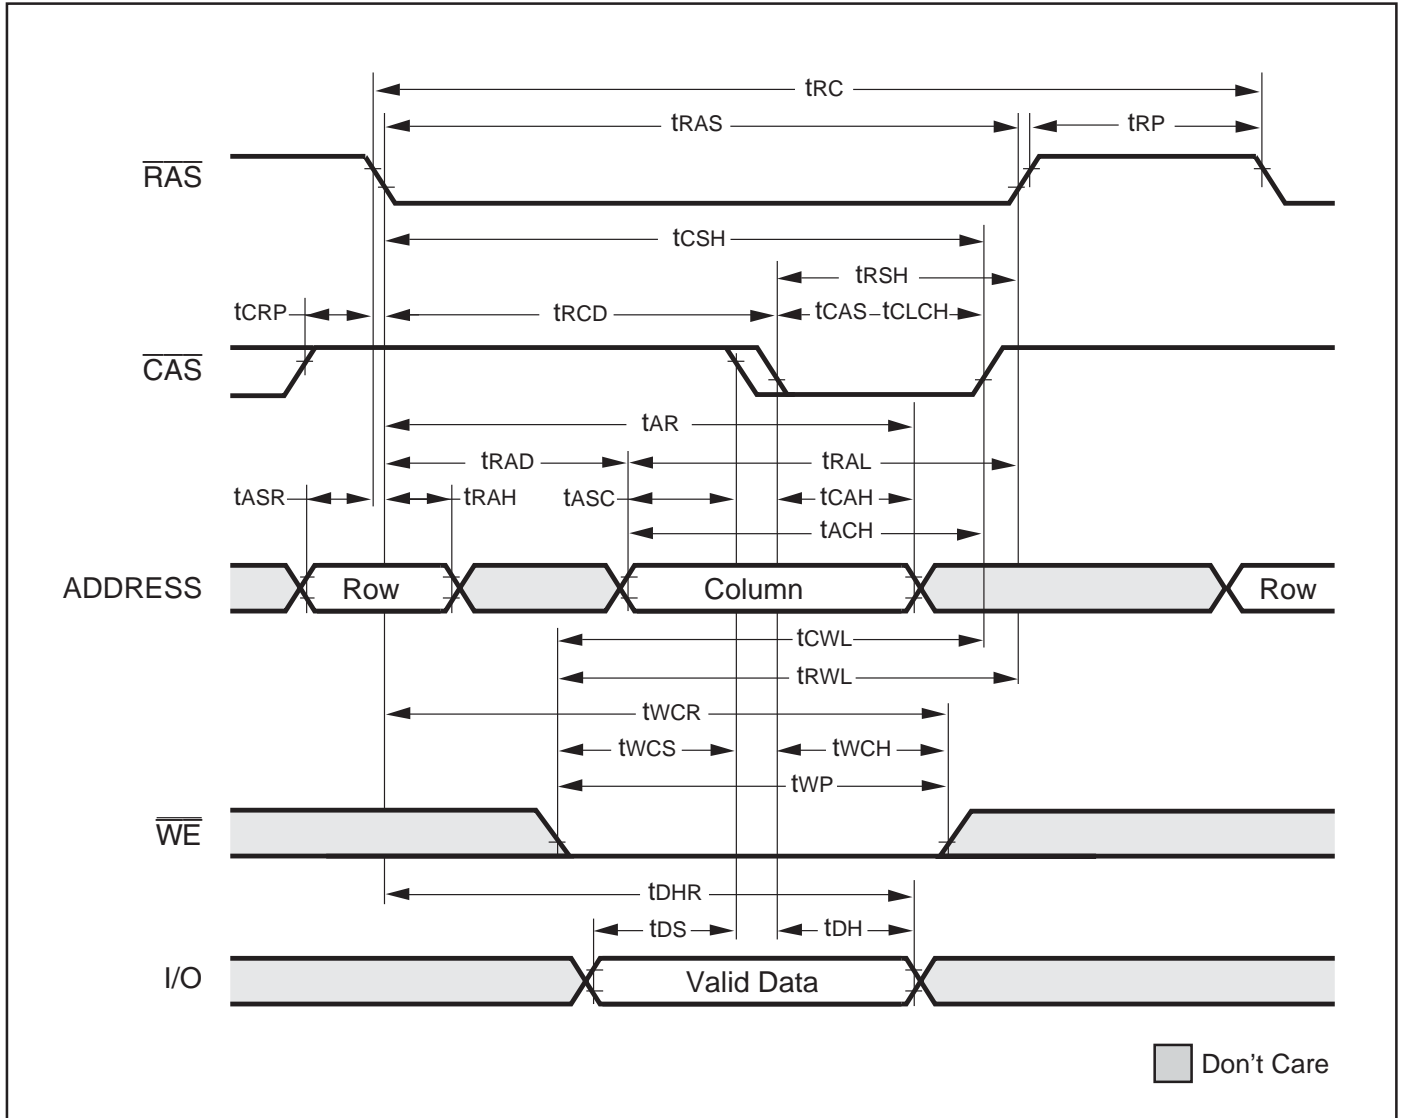 tRC
tRAS
tRP
RAS
tCSH
tRSH
tCRP
tRCD
tCAS
tCLCH
CAS
tAR
tRAD
tRAL
tASR
tRAH
tASC
tCAH
tACH
ADDRESS
Row
Column
Row
tCWL
tRWL
tWCR
tWCS
tWCH
tWP
WE
tDHR
tDS
tDH
I/O
Valid Data
Don't Care